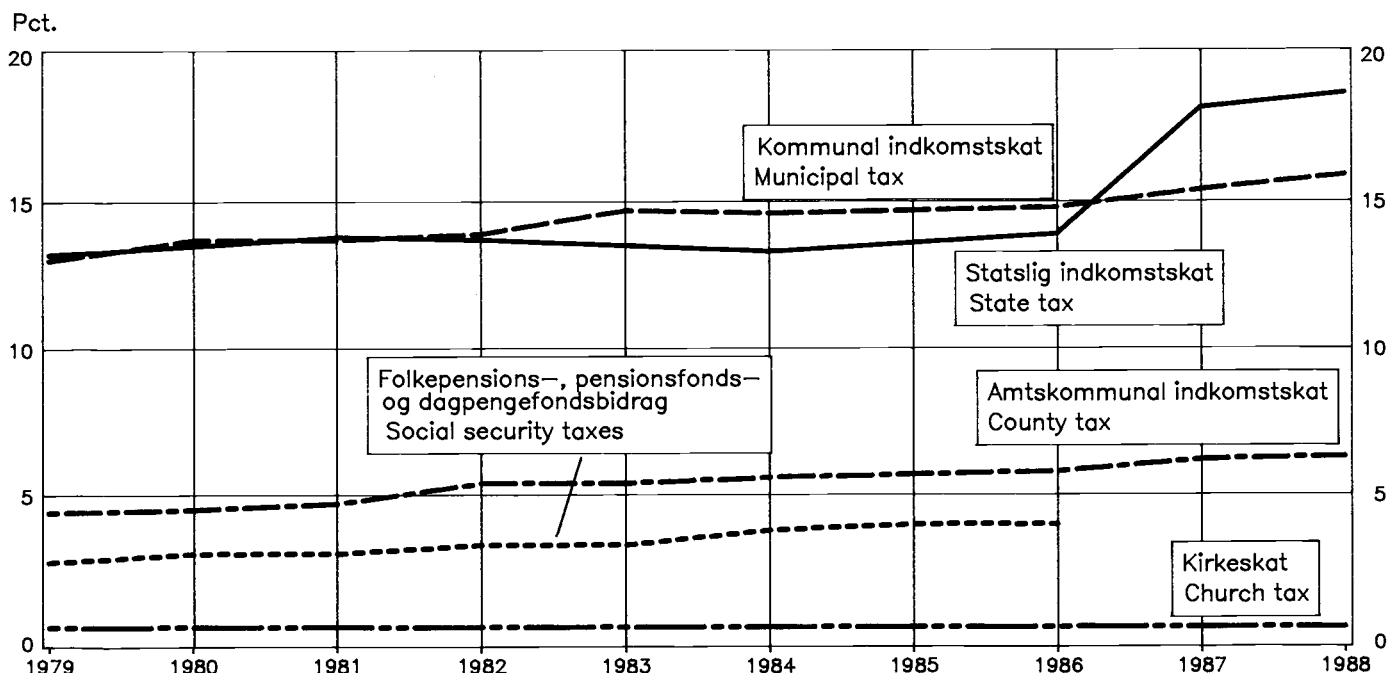 Pct.
20
20
Kommunal indkomstskat
Municipal tax
15
15
Statslig indkomstskat
State tax
10
10
Folkepensions-, pensionsfonds-
og dagpengefondsbidrag
Social security taxes
Amtskommunal indkomstskat
County tax
5
5
Kirkeskat
Church tax
0
0
1979 1980 1981 1982 1983 1984 1985 1986 1987 1988